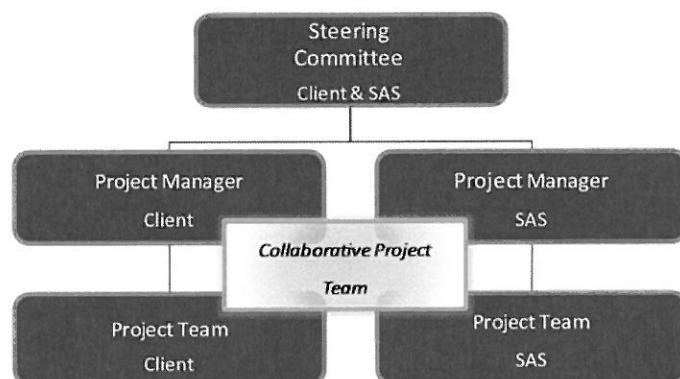 Steering
Committee
Client & SAS
Project Manager
Client
Project Manager
SAS
Collaborative Project
Team
Project Team
Client
Project Team
SAS